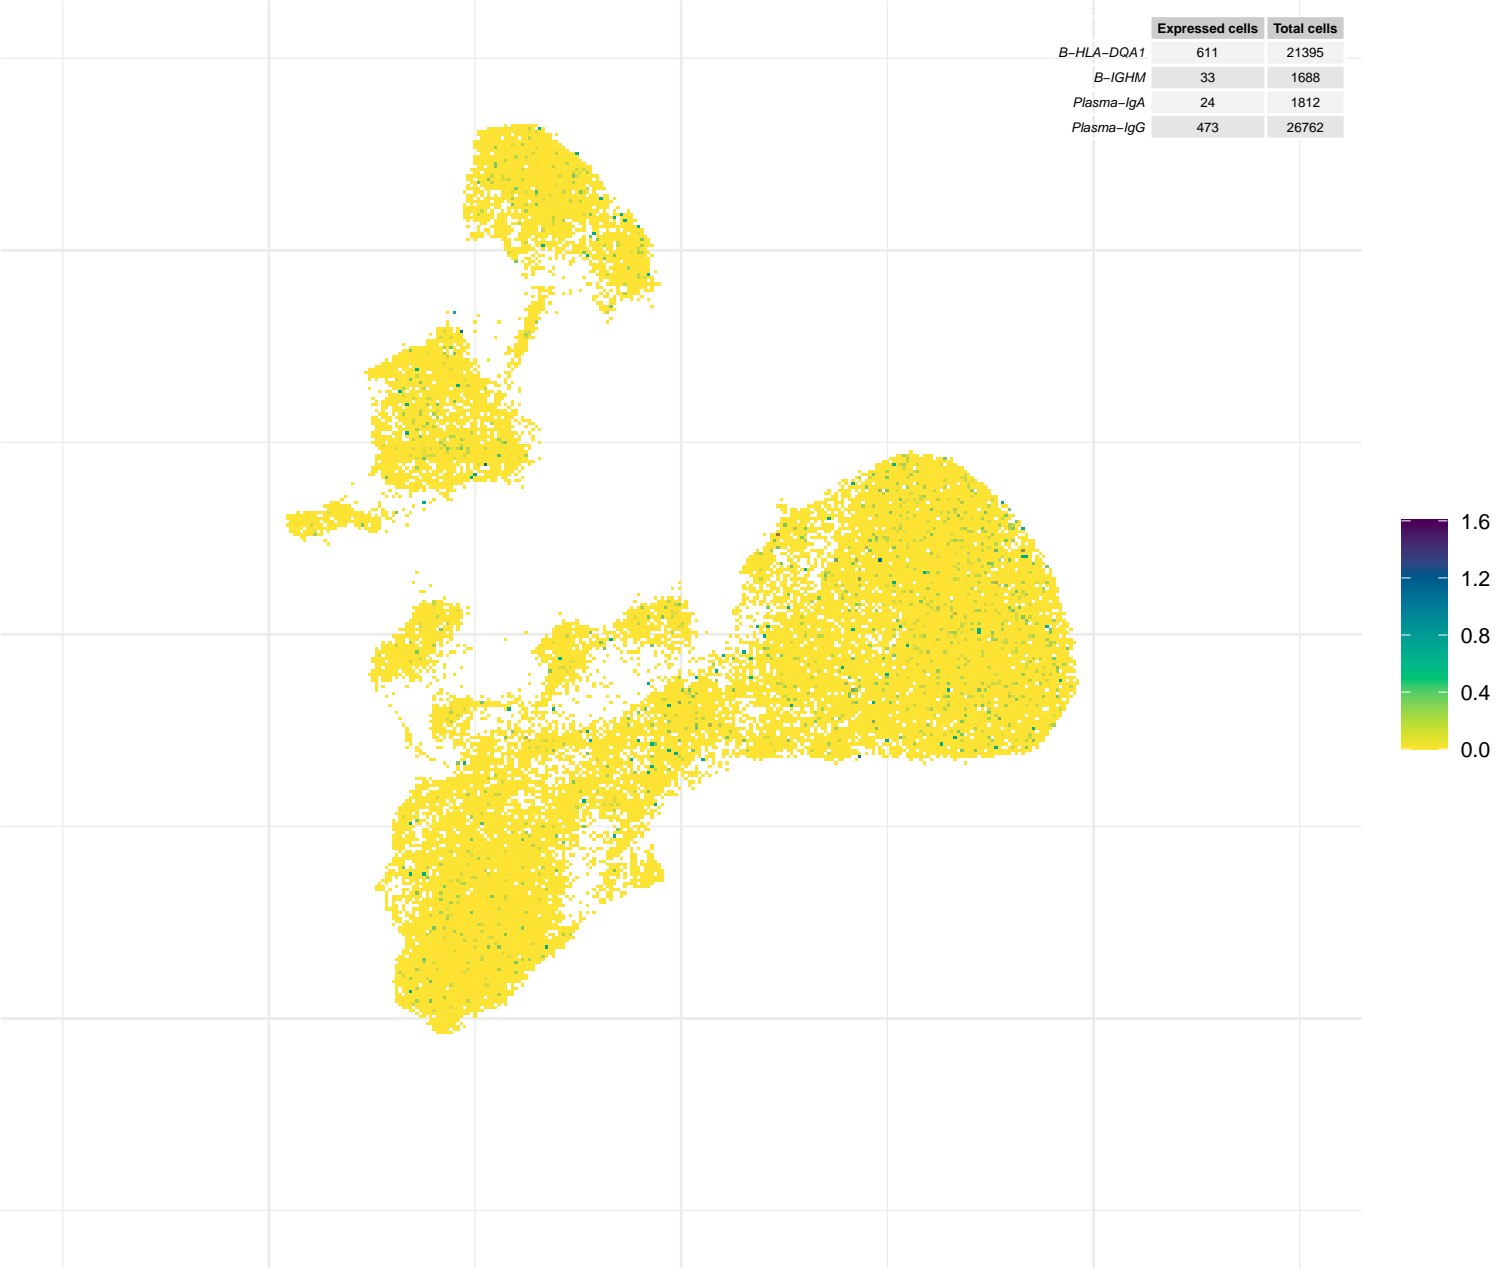 Expressed cells Total cells
B−HLA−DQA1 611 21395
B−IGHM 33 1688
Plasma−IgA 24 1812
Plasma−IgG 473 26762
1.6
1.2
0.8
0.4
0.0